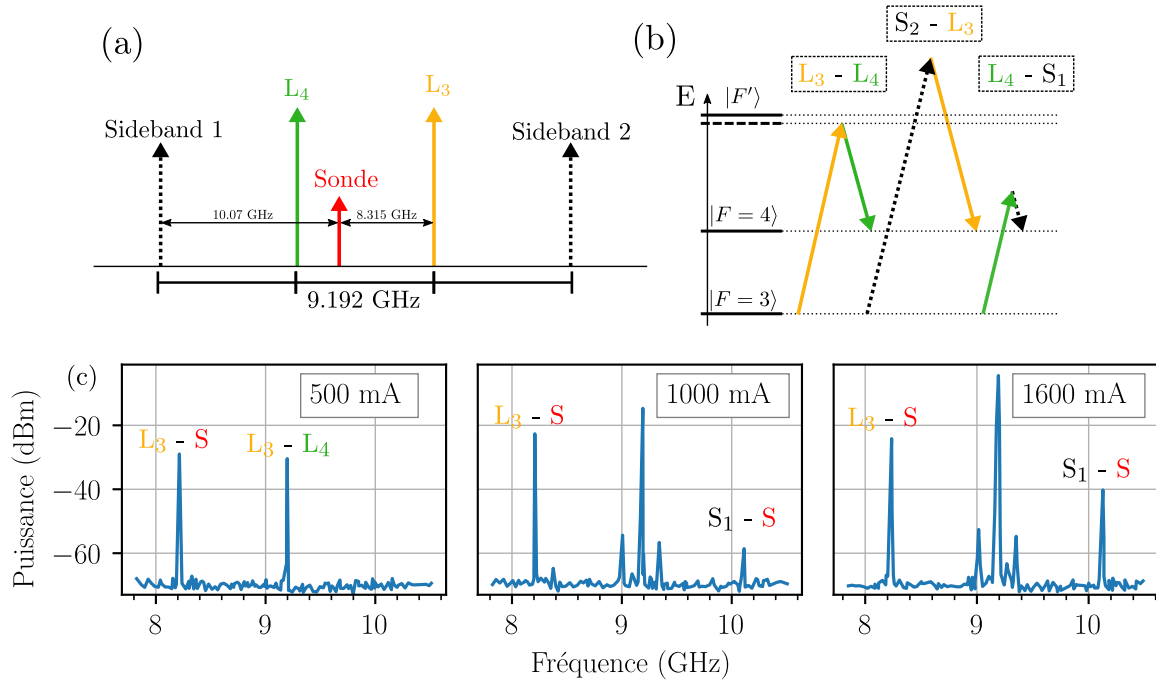 (a)
L₄
L₃
Sideband 1
Sideband 2
Sonde
10.07 GHz
8.315 GHz
9.192 GHz
(b)
S₂ - L₃
L₃ - L₄
L₄ - S₁
E
|F′⟩
|F = 4⟩
|F = 3⟩
(c)
500 mA
1000 mA
1600 mA
L₃ - S
L₃ - L₄
L₃ - S
S₁ - S
L₃ - S
S₁ - S
Puissance (dBm)
−20
−40
−60
8 9 10
8 9 10
8 9 10
Fréquence (GHz)